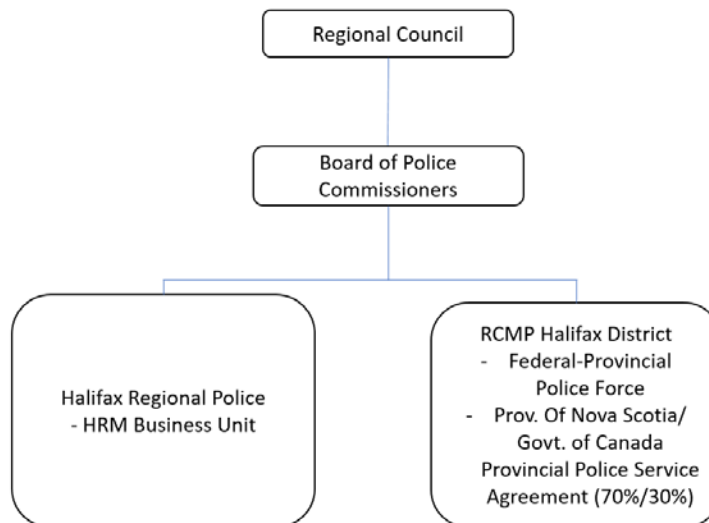 Regional Council
Board of Police
Commissioners
Halifax Regional Police
- HRM Business Unit
RCMP Halifax District
- Federal-Provincial
Police Force
- Prov. Of Nova Scotia/
Govt. of Canada
Provincial Police Service
Agreement (70%/30%)